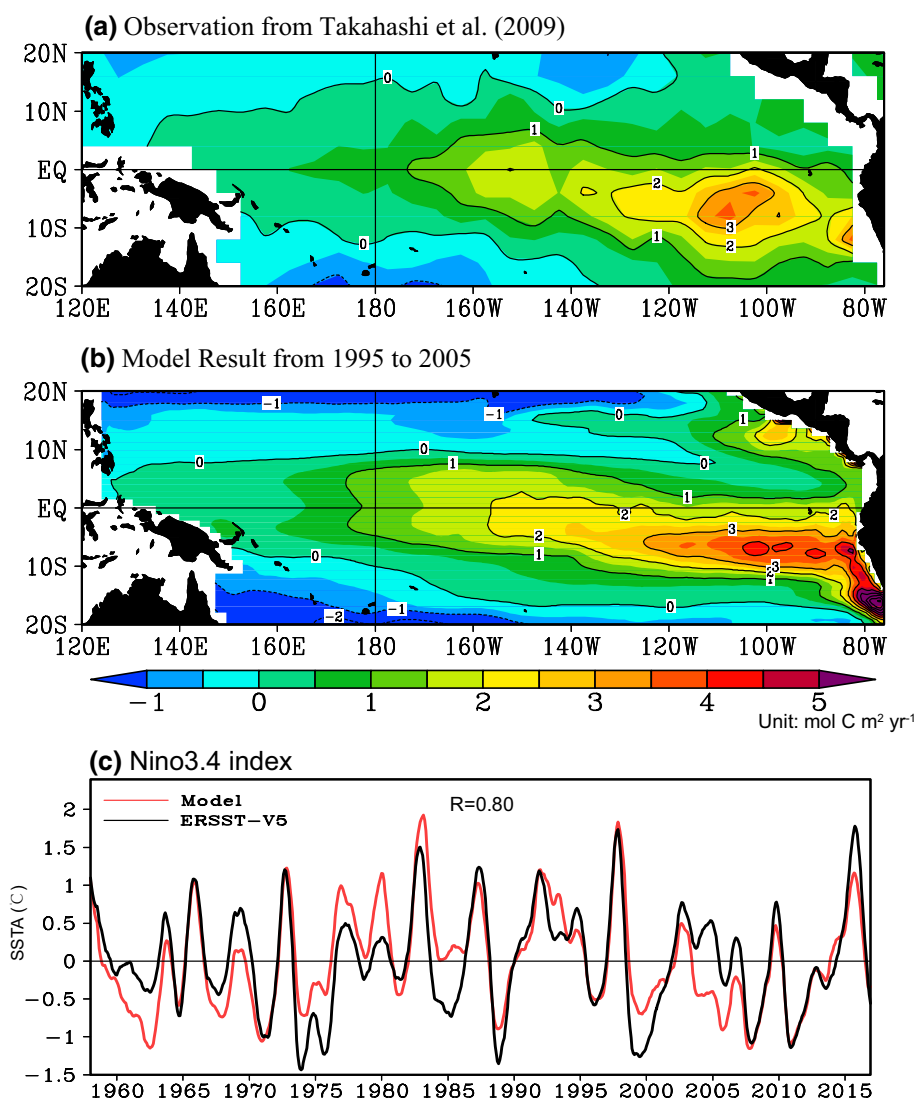 (a) Observation from Takahashi et al. (2009)
20N
10N
EQ
10S
20S
0
0
1
1
2
3
2
1
0
120E 140E 160E 180 160W 140W 120W 100W 80W
(b) Model Result from 1995 to 2005
20N
10N
EQ
10S
20S
−1
−1
0
1
0
0
0
1
1
2
2
2
3
1
3
2
1
0
0
−1
−2
120E 140E 160E 180 160W 140W 120W 100W 80W
−1 0 1 2 3 4 5
Unit: mol C m² yr⁻¹
(c) Nino3.4 index
Model
ERSST−V5
R=0.80
SSTA (℃)
2
1.5
1
0.5
0
−0.5
−1
−1.5
1960 1965 1970 1975 1980 1985 1990 1995 2000 2005 2010 2015